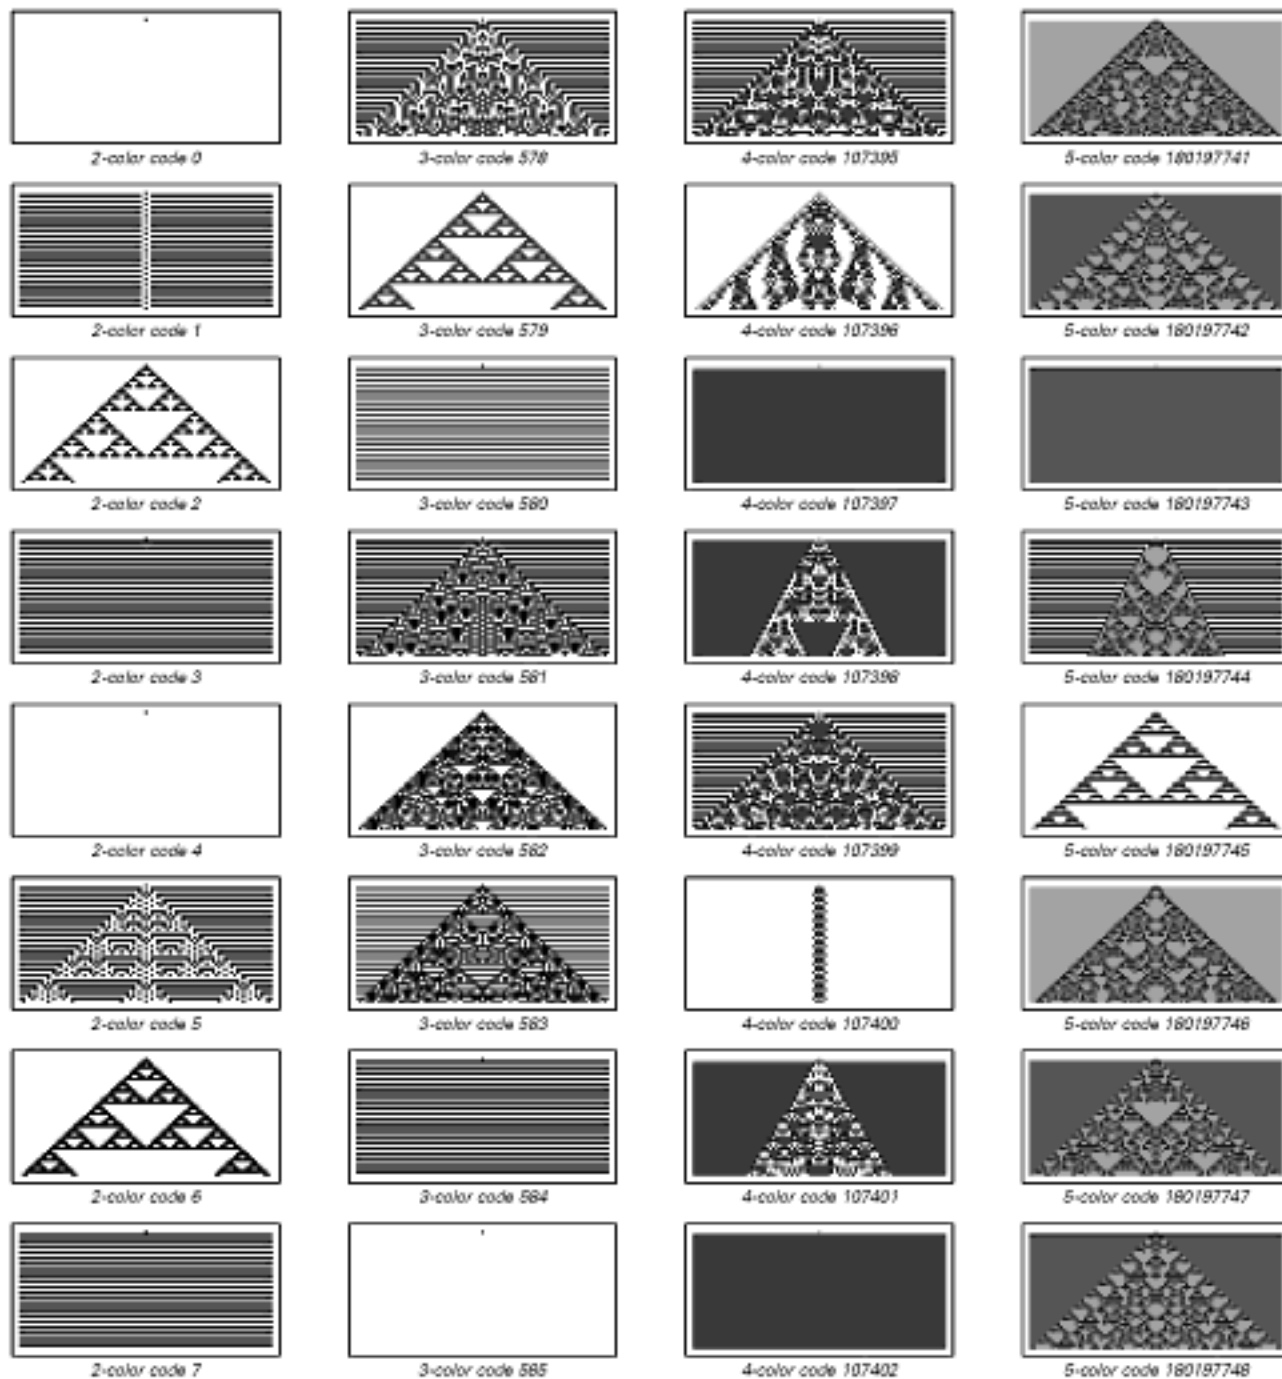 2-color code 0
3-color code 578
4-color code 107395
5-color code 180197741
2-color code 1
3-color code 579
4-color code 107396
5-color code 180197742
2-color code 2
3-color code 580
4-color code 107397
5-color code 180197743
2-color code 3
3-color code 581
4-color code 107398
5-color code 180197744
2-color code 4
3-color code 582
4-color code 107399
5-color code 180197745
2-color code 5
3-color code 583
4-color code 107400
5-color code 180197746
2-color code 6
3-color code 584
4-color code 107401
5-color code 180197747
2-color code 7
3-color code 585
4-color code 107402
5-color code 180197748